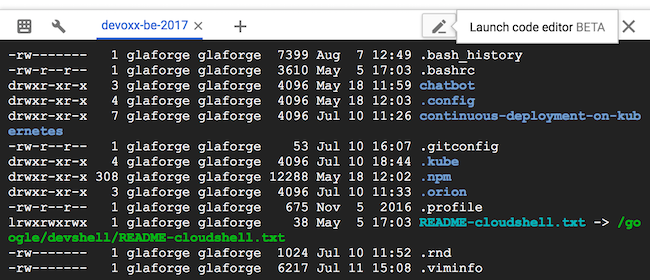 devoxx-be-2017 × + Launch code editor BETA ×
-rw------- 1 glaforge glaforge 7399 Aug 7 12:49 .bash_history
-rw-r--r-- 1 glaforge glaforge 3610 May 5 17:03 .bashrc
drwxr-xr-x 3 glaforge glaforge 4096 May 18 11:59 chatbot
drwxr-xr-x 4 glaforge glaforge 4096 May 18 12:03 .config
drwxr-xr-x 7 glaforge glaforge 4096 Jul 10 11:26 continuous-deployment-on-kub
ernetes
-rw-r--r-- 1 glaforge glaforge 53 Jul 10 16:07 .gitconfig
drwxr-xr-x 4 glaforge glaforge 4096 Jul 10 18:44 .kube
drwxr-xr-x 308 glaforge glaforge 12288 May 18 12:02 .npm
drwxr-xr-x 3 glaforge glaforge 4096 Jul 10 11:33 .orion
-rw-r--r-- 1 glaforge glaforge 675 Nov 5 2016 .profile
lrwxrwxrwx 1 glaforge glaforge 38 May 5 17:03 README-cloudshell.txt -> /go
ogle/devshell/README-cloudshell.txt
-rw------- 1 glaforge glaforge 1024 Jul 10 11:52 .rnd
-rw------- 1 glaforge glaforge 6217 Jul 11 15:08 .viminfo